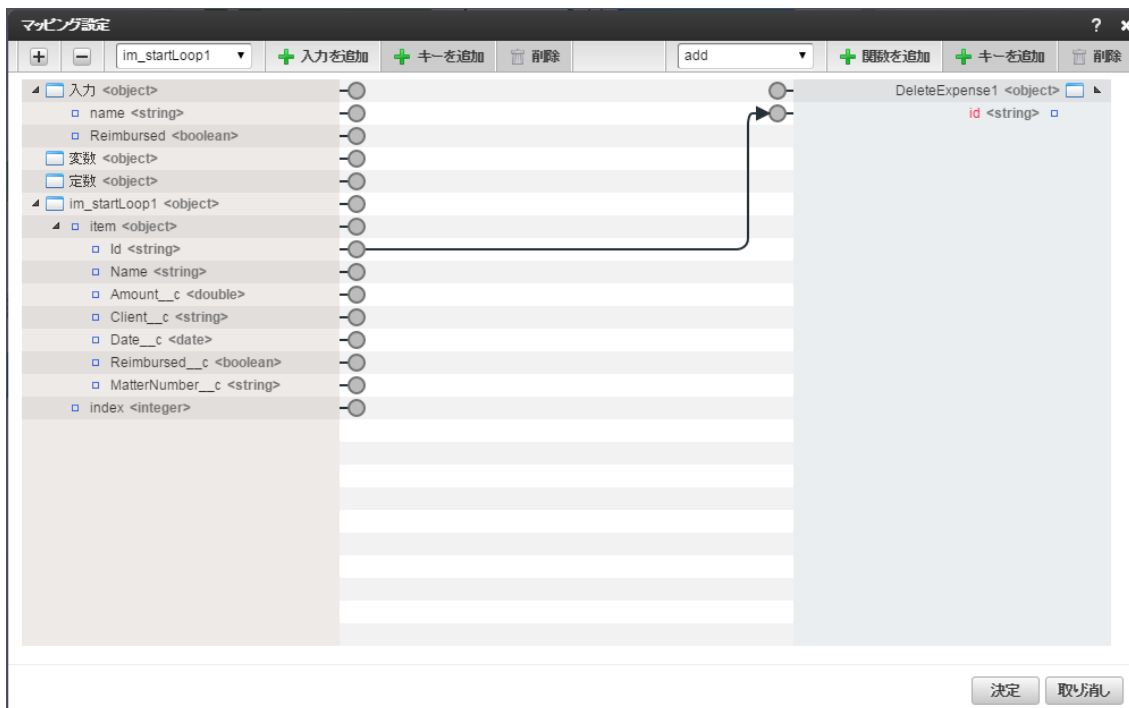 マッピング設定 ? ×
+ − im_startLoop1 ▼ 入力を追加 キーを追加 削除 add ▼ 関数を追加 キーを追加 削除
入力 <object> DeleteExpense1 <object>
name <string> id <string>
Reimbursed <boolean>
変数 <object>
定数 <object>
im_startLoop1 <object>
item <object>
Id <string>
Name <string>
Amount__c <double>
Client__c <string>
Date__c <date>
Reimbursed__c <boolean>
MatterNumber__c <string>
index <integer>
決定 取り消し